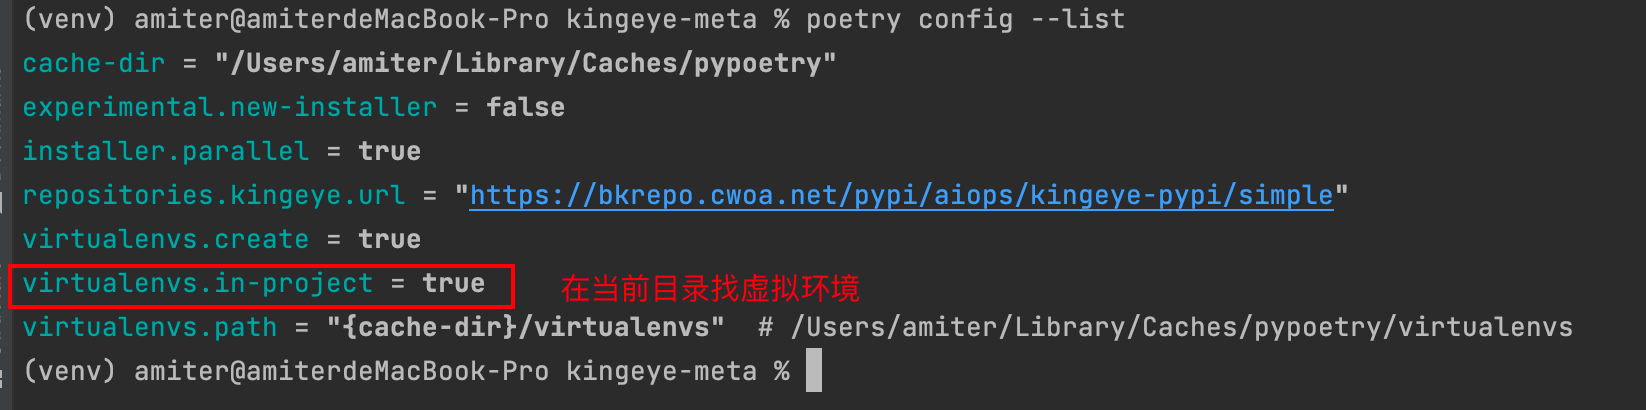 (venv) amiter@amiterdeMacBook-Pro kingeye-meta % poetry config --list
cache-dir = "/Users/amiter/Library/Caches/pypoetry"
experimental.new-installer = false
installer.parallel = true
repositories.kingeye.url = "https://bkrepo.cwoa.net/pypi/aiops/kingeye-pypi/simple"
virtualenvs.create = true
virtualenvs.in-project = true 在当前目录找虚拟环境
virtualenvs.path = "{cache-dir}/virtualenvs"  # /Users/amiter/Library/Caches/pypoetry/virtualenvs
(venv) amiter@amiterdeMacBook-Pro kingeye-meta %